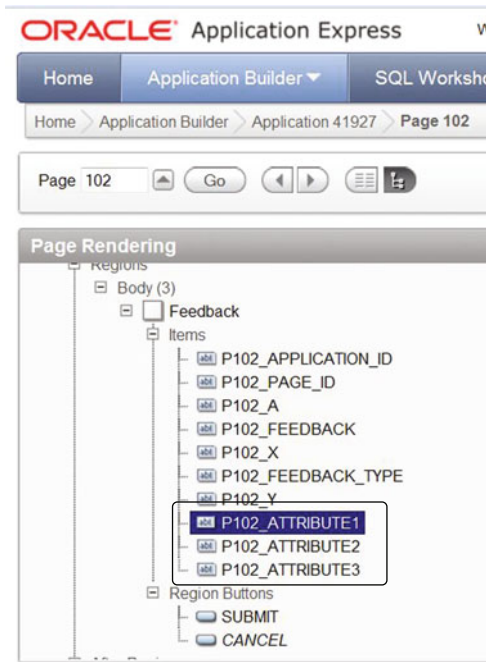 ORACLE Application Express
Home Application Builder SQL
Home Application Builder Application 41927 Page 102
Page 102 Go
Page Rendering
Regions
Body (3)
Feedback
Items
P102_APPLICATION_ID
P102_PAGE_ID
P102_A
P102_FEEDBACK
P102_X
P102_FEEDBACK_TYPE
P102_Y
P102_ATTRIBUTE1
P102_ATTRIBUTE2
P102_ATTRIBUTE3
Region Buttons
SUBMIT
CANCEL